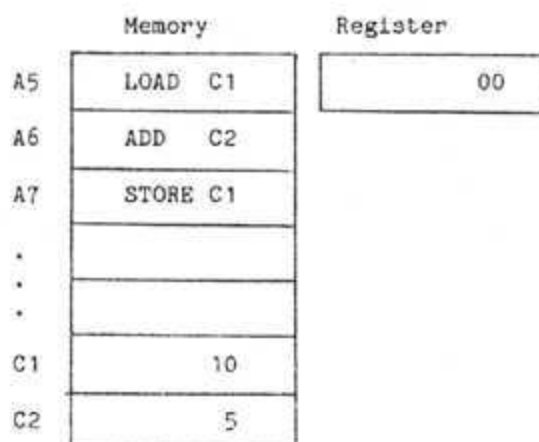 Memory Register
A5 LOAD C1 00
A6 ADD C2
A7 STORE C1
.
.
.
C1 10
C2 5